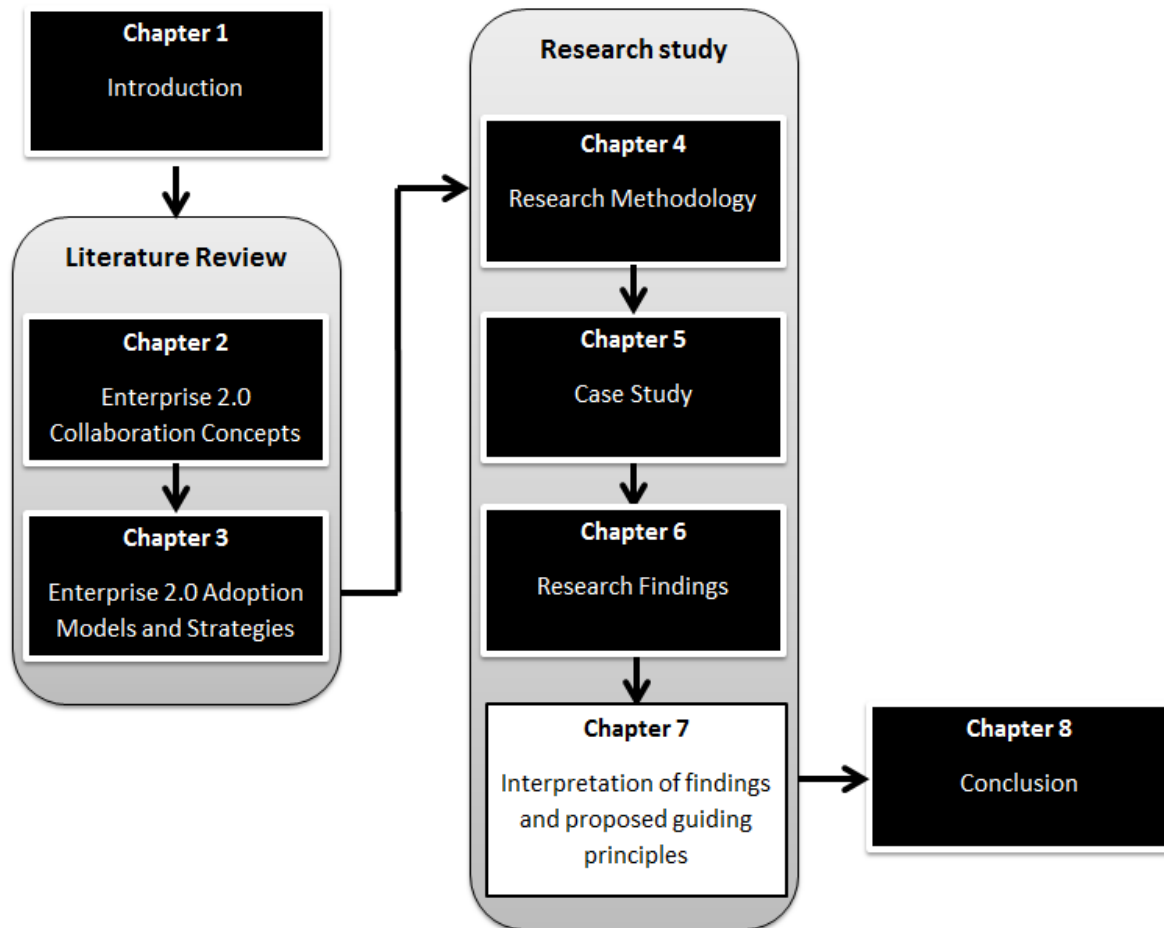 Chapter 1
Introduction
Literature Review
Chapter 2
Enterprise 2.0
Collaboration Concepts
Chapter 3
Enterprise 2.0 Adoption
Models and Strategies
Research study
Chapter 4
Research Methodology
Chapter 5
Case Study
Chapter 6
Research Findings
Chapter 7
Interpretation of findings
and proposed guiding
principles
Chapter 8
Conclusion